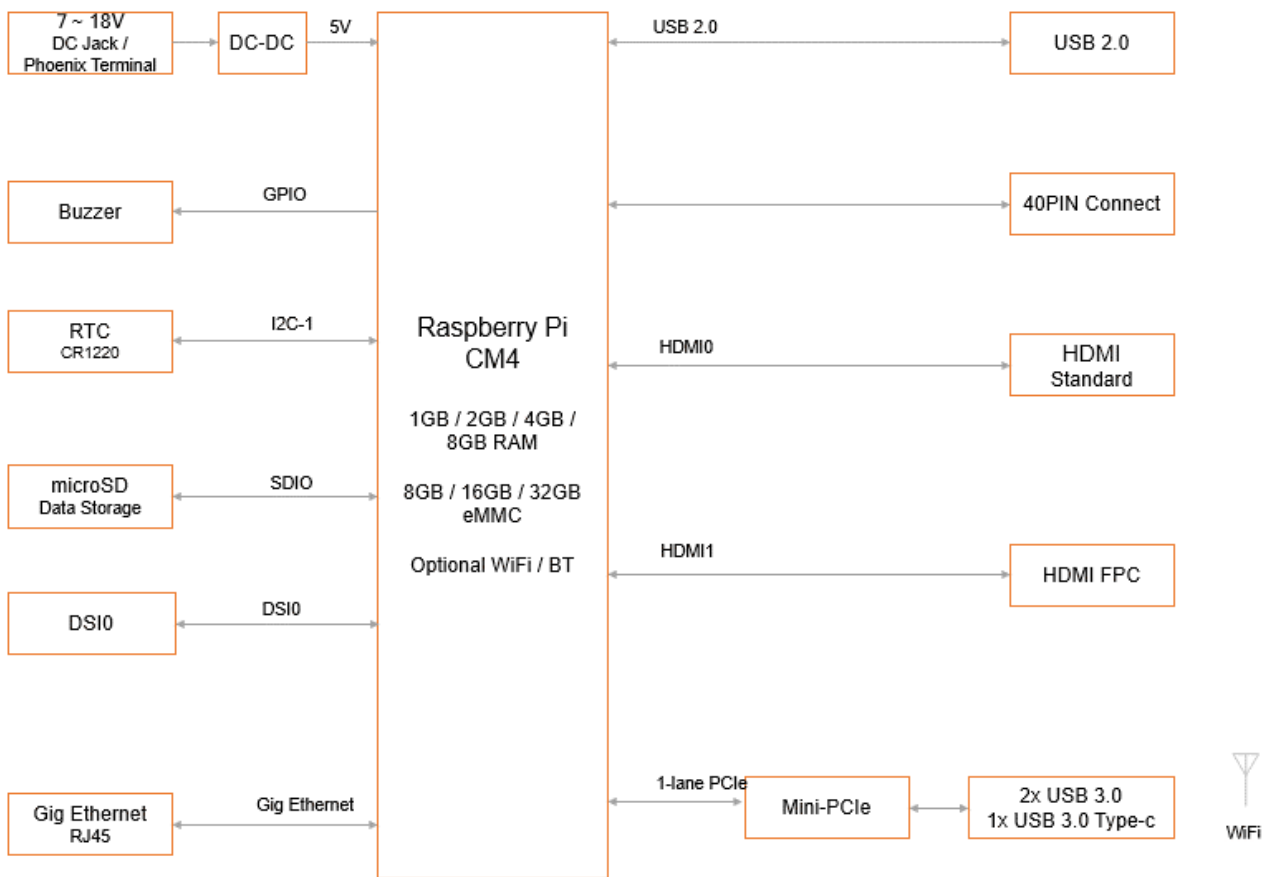 7 ~ 18V
DC Jack /
Phoenix Terminal
DC-DC
5V
USB 2.0
USB 2.0
Buzzer
GPIO
40PIN Connect
RTC
CR1220
I2C-1
Raspberry Pi
CM4
1GB / 2GB / 4GB /
8GB RAM
8GB / 16GB / 32GB
eMMC
Optional WiFi / BT
HDMI0
HDMI
Standard
microSD
Data Storage
SDIO
HDMI1
HDMI FPC
DSI0
DSI0
Gig Ethernet
RJ45
Gig Ethernet
1-lane PCIe
Mini-PCIe
2x USB 3.0
1x USB 3.0 Type-c
WiFi